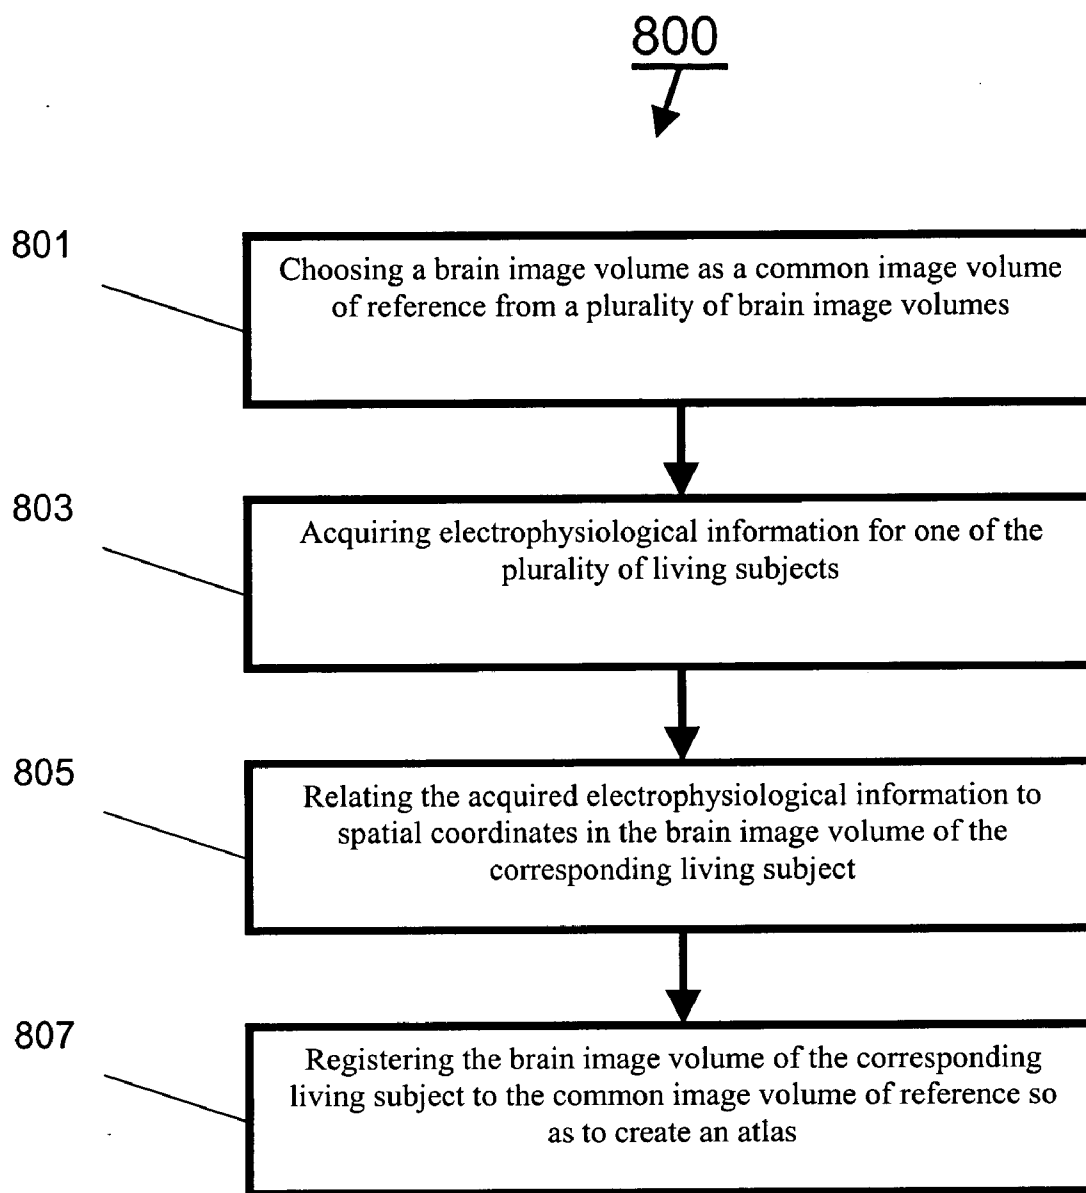 800
801
Choosing a brain image volume as a common image volume
of reference from a plurality of brain image volumes
803
Acquiring electrophysiological information for one of the
plurality of living subjects
805
Relating the acquired electrophysiological information to
spatial coordinates in the brain image volume of the
corresponding living subject
807
Registering the brain image volume of the corresponding
living subject to the common image volume of reference so
as to create an atlas